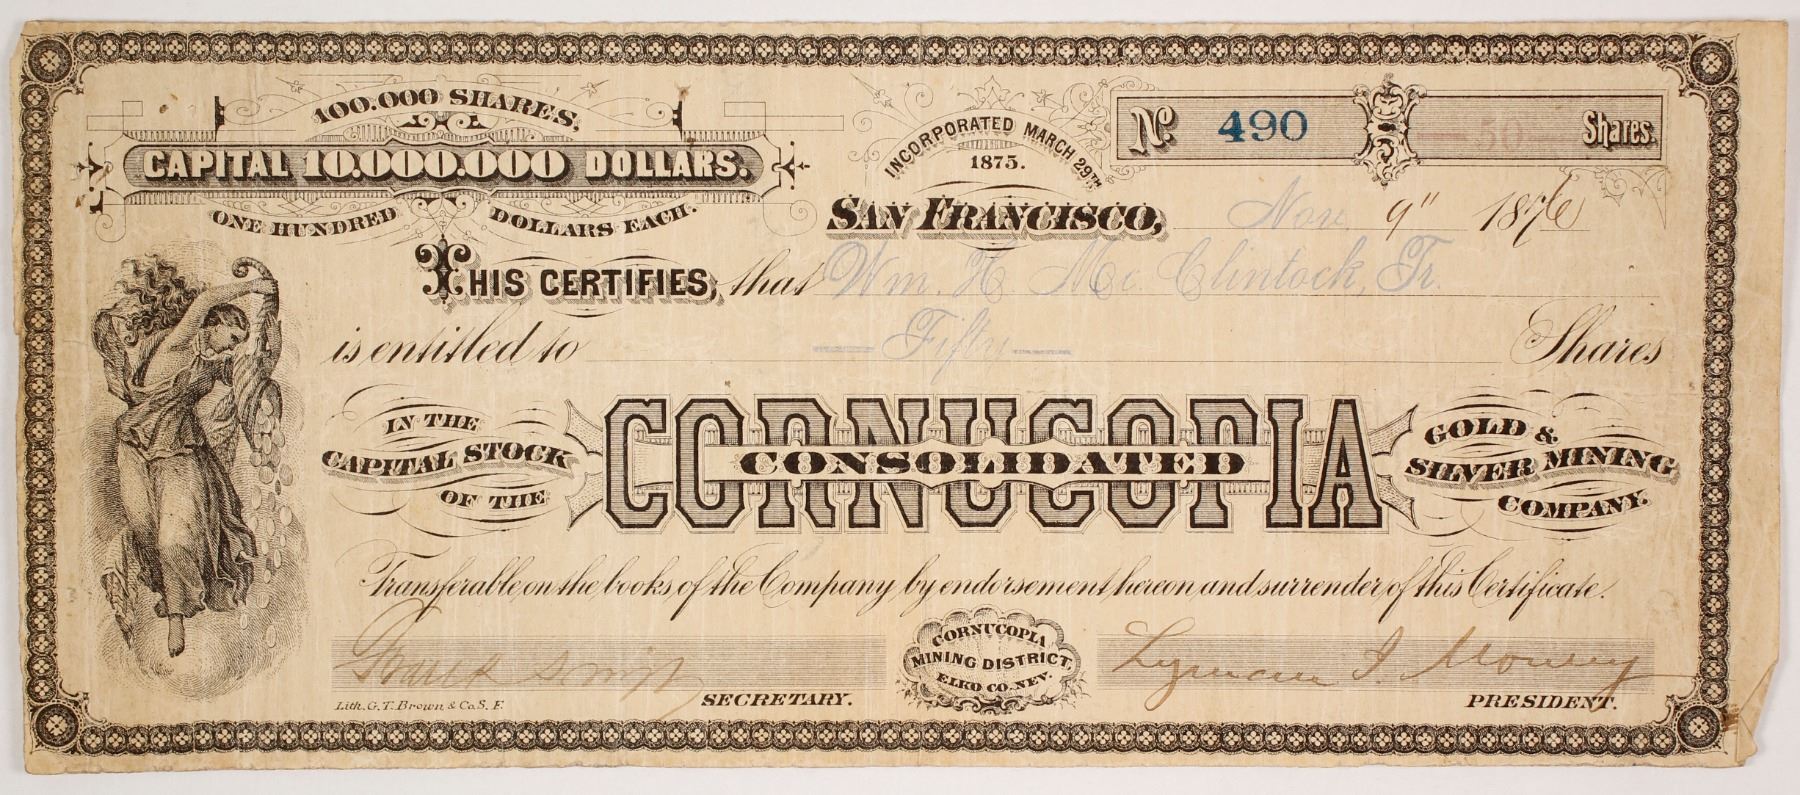 100.000 SHARES.
CAPITAL 10.000.000 DOLLARS.
ONE HUNDRED DOLLARS EACH.
INCORPORATED MARCH 29TH
1875.
No. 490 50 Shares.
SAN FRANCISCO, Nov. 9" 1876
THIS CERTIFIES, that Wm. H. Mc.Clintock, Jr.
is entitled to Fifty Shares
IN THE
CAPITAL STOCK
OF THE
CORNUCOPIA
CONSOLIDATED
GOLD &
SILVER MINING
COMPANY.
Transferable on the books of the Company by endorsement hereon and surrender of this Certificate.
CORNUCOPIA
MINING DISTRICT,
ELKO CO. NEV.
Lyman I. Mowry
SECRETARY.
PRESIDENT.
Lith. G.T. Brown & Co S.F.